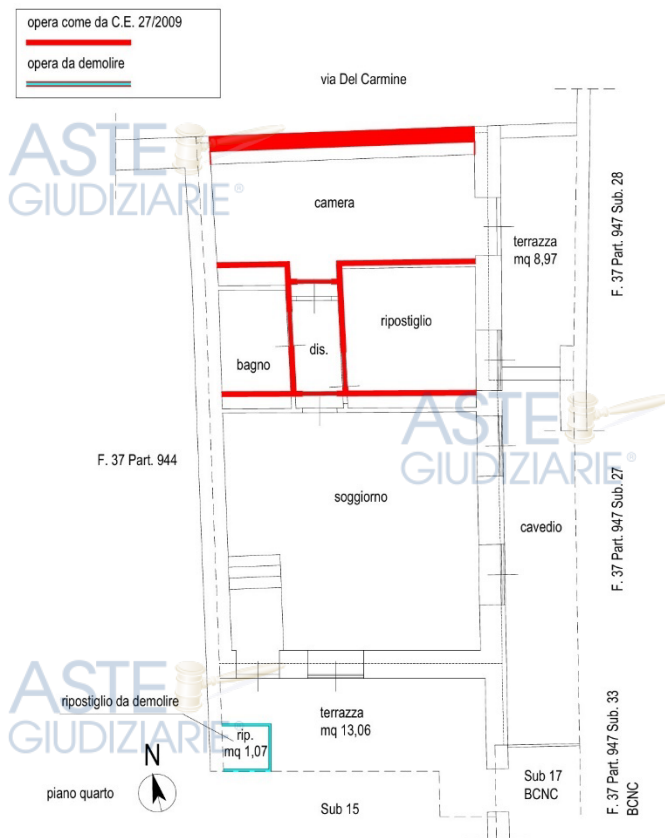 opera come da C.E. 27/2009
opera da demolire
via Del Carmine
ASTE
GIUDIZIARIE®
camera
terrazza
mq 8,97
F. 37 Part. 947 Sub. 28
ripostiglio
dis.
bagno
ASTE
GIUDIZIARIE®
F. 37 Part. 944
soggiorno
cavedio
F. 37 Part. 947 Sub. 27
ASTE
GIUDIZIARIE®
ripostiglio da demolire
rip.
mq 1,07
terrazza
mq 13,06
N
piano quarto
Sub 15
Sub 17
BCNC
F. 37 Part. 947 Sub. 33
BCNC